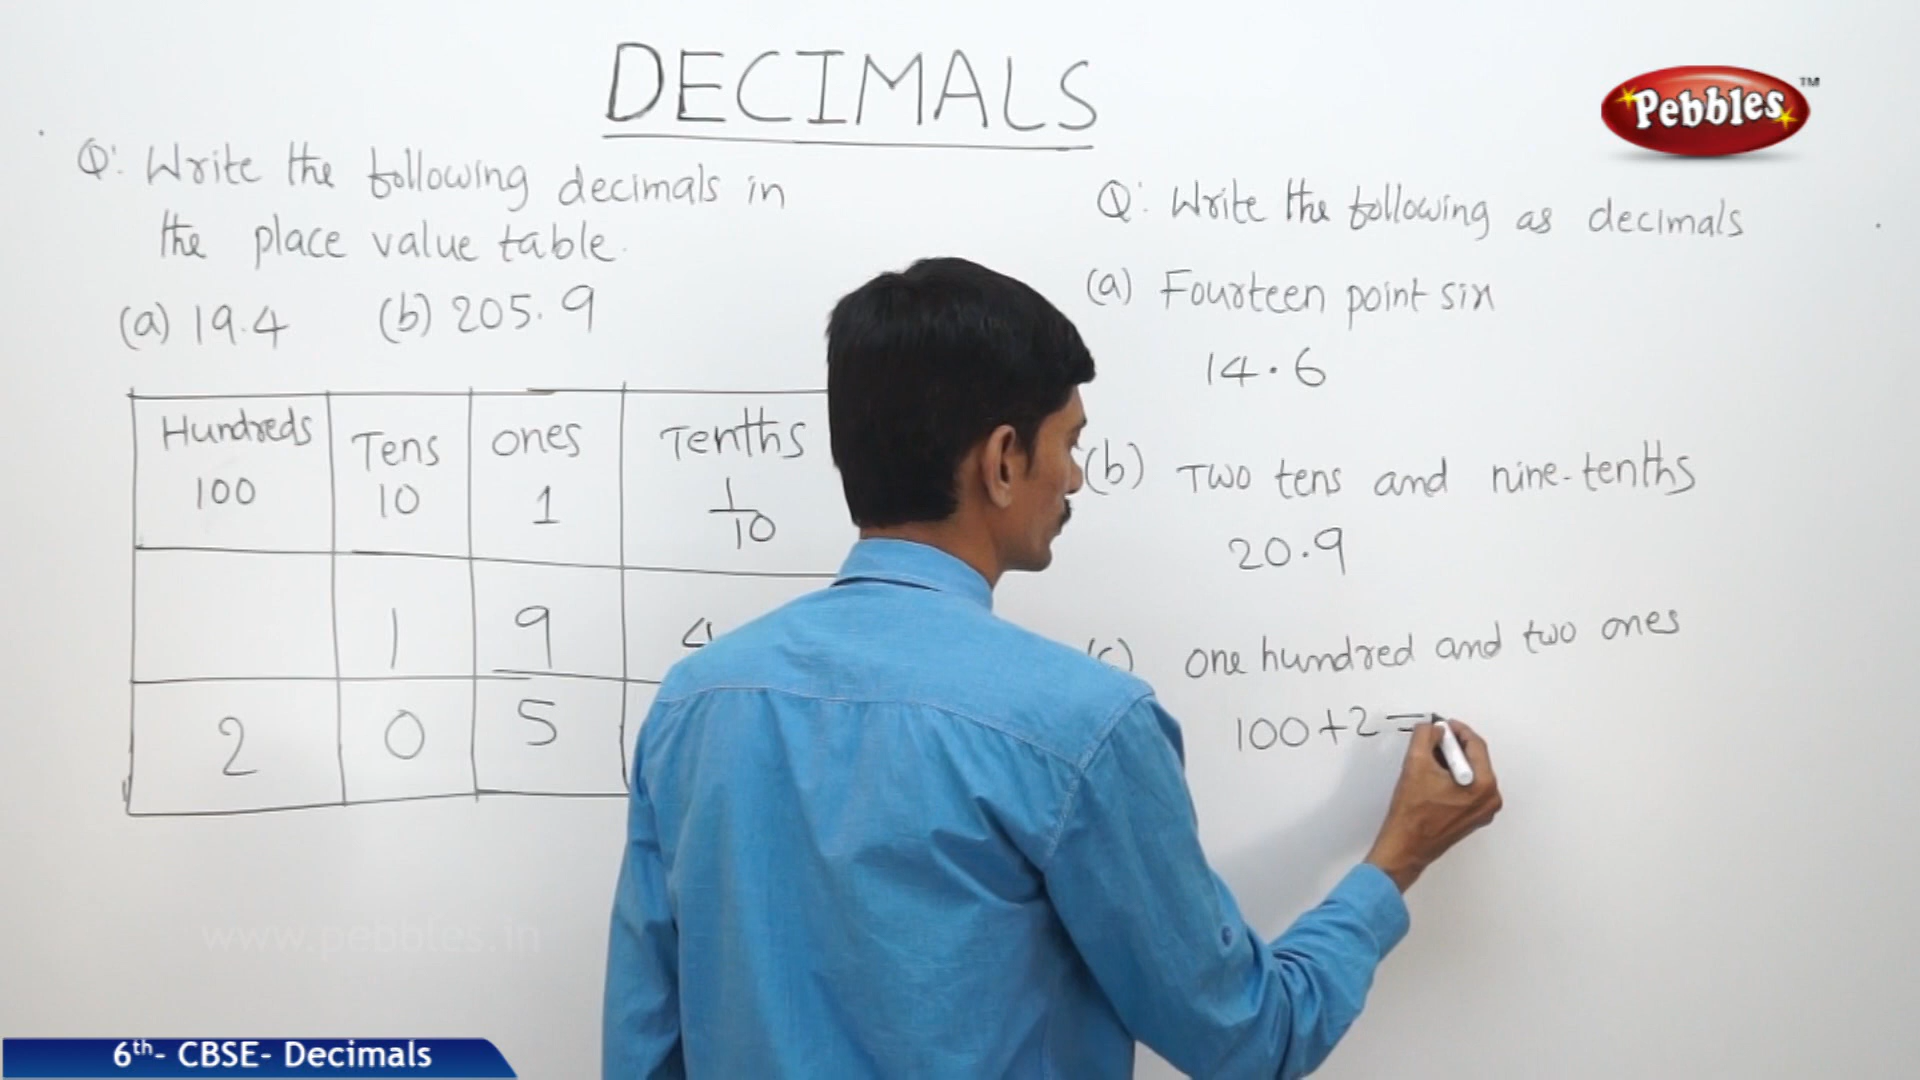 DECIMALS
Pebbles™
Q: Write the following decimals in
the place value table.
(a) 19.4 (b) 205.9
Hundreds Tens ones Tenths
100 10 1 1/10
1 9 4
2 0 5
Q: Write the following as decimals
(a) Fourteen point six
14.6
(b) Two tens and nine-tenths
20.9
(c) one hundred and two ones
100+2=
www.pebbles.in
6th- CBSE- Decimals